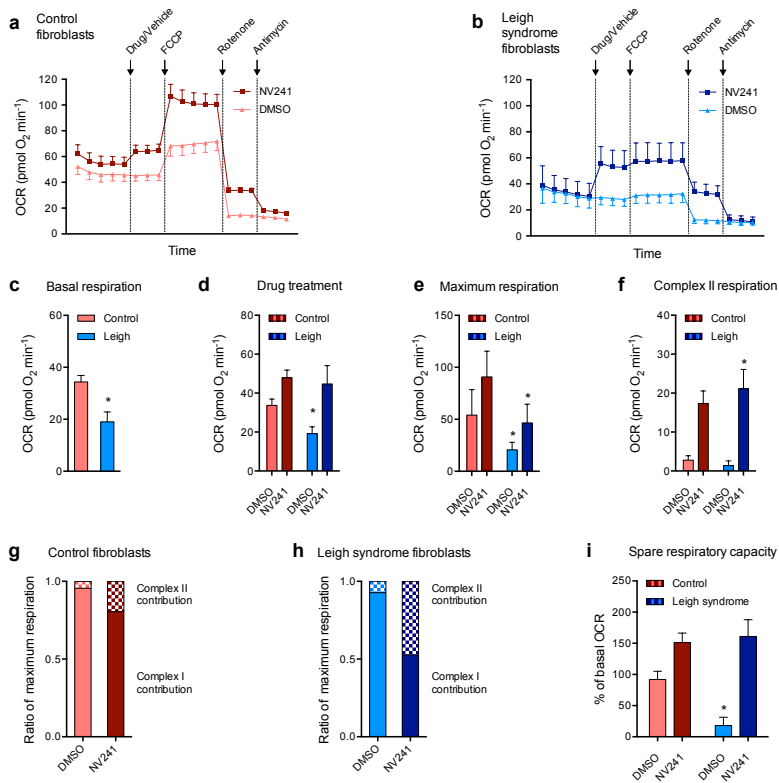 a
Control
fibroblasts
Drug/Vehicle
FCCP
Rotenone
Antimycin
NV241
DMSO
OCR (pmol O₂ min⁻¹)
120
100
80
60
40
20
0
Time
b
Leigh
syndrome
fibroblasts
Drug/Vehicle
FCCP
Rotenone
Antimycin
NV241
DMSO
OCR (pmol O₂ min⁻¹)
120
100
80
60
40
20
0
Time
c Basal respiration
Control
Leigh
OCR (pmol O₂ min⁻¹)
60
40
20
0
*
d Drug treatment
Control
Leigh
OCR (pmol O₂ min⁻¹)
80
60
40
20
0
*
DMSO
NV241
DMSO
NV241
e Maximum respiration
Control
Leigh
OCR (pmol O₂ min⁻¹)
150
100
50
0
*
*
DMSO
NV241
DMSO
NV241
f Complex II respiration
Control
Leigh
OCR (pmol O₂ min⁻¹)
40
30
20
10
0
*
DMSO
NV241
DMSO
NV241
g Control fibroblasts
Ratio of maximum respiration
1.0
0.5
0.0
Complex II
contribution
Complex I
contribution
DMSO
NV241
h Leigh syndrome fibroblasts
Ratio of maximum respiration
1.0
0.5
0.0
Complex II
contribution
Complex I
contribution
DMSO
NV241
i Spare respiratory capacity
Control
Leigh syndrome
% of basal OCR
250
200
150
100
50
0
*
DMSO
NV241
DMSO
NV241